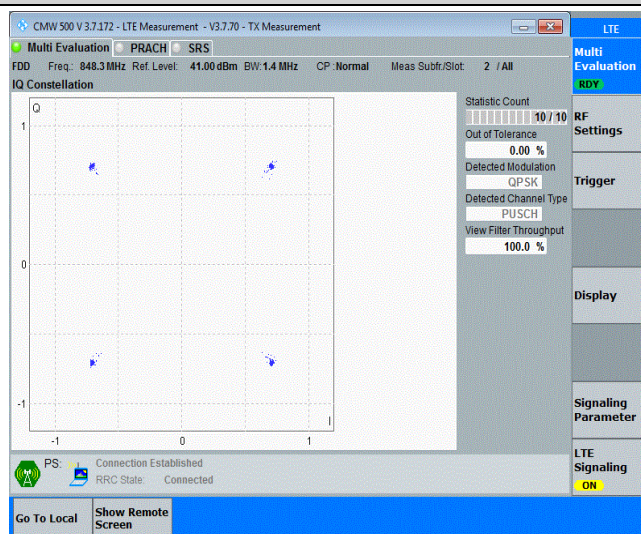 CMW 500 V 3.7.172 - LTE Measurement - V3.7.70 - TX Measurement
LTE
Multi Evaluation PRACH SRS
FDD Freq.: 848.3 MHz Ref. Level: 41.00 dBm BW:1.4 MHz CP :Normal Meas Subfr./Slot: 2 / All
IQ Constellation
Q
1
0
-1
-1 0 1
I
Statistic Count
10 / 10
Out of Tolerance
0.00 %
Detected Modulation
QPSK
Detected Channel Type
PUSCH
View Filter Throughput
100.0 %
Multi
Evaluation
RDY
RF
Settings
Trigger
Display
Signaling
Parameter
LTE
Signaling
ON
PS: Connection Established
RRC State: Connected
Go To Local
Show Remote
Screen